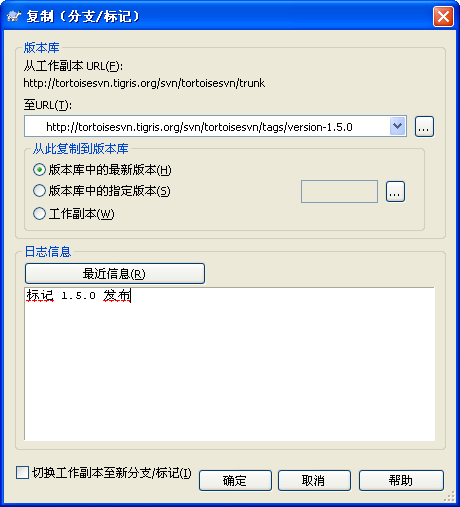 复制（分支/标记）
版本库
从工作副本 URL(F):
http://tortoisesvn.tigris.org/svn/tortoisesvn/trunk
至URL(T):
http://tortoisesvn.tigris.org/svn/tortoisesvn/tags/version-1.5.0
...
从此复制到版本库
版本库中的最新版本(H)
版本库中的指定版本(S)
...
工作副本(W)
日志信息
最近信息(R)
标记 1.5.0 发布
切换工作副本至新分支/标记(I)
确定
取消
帮助